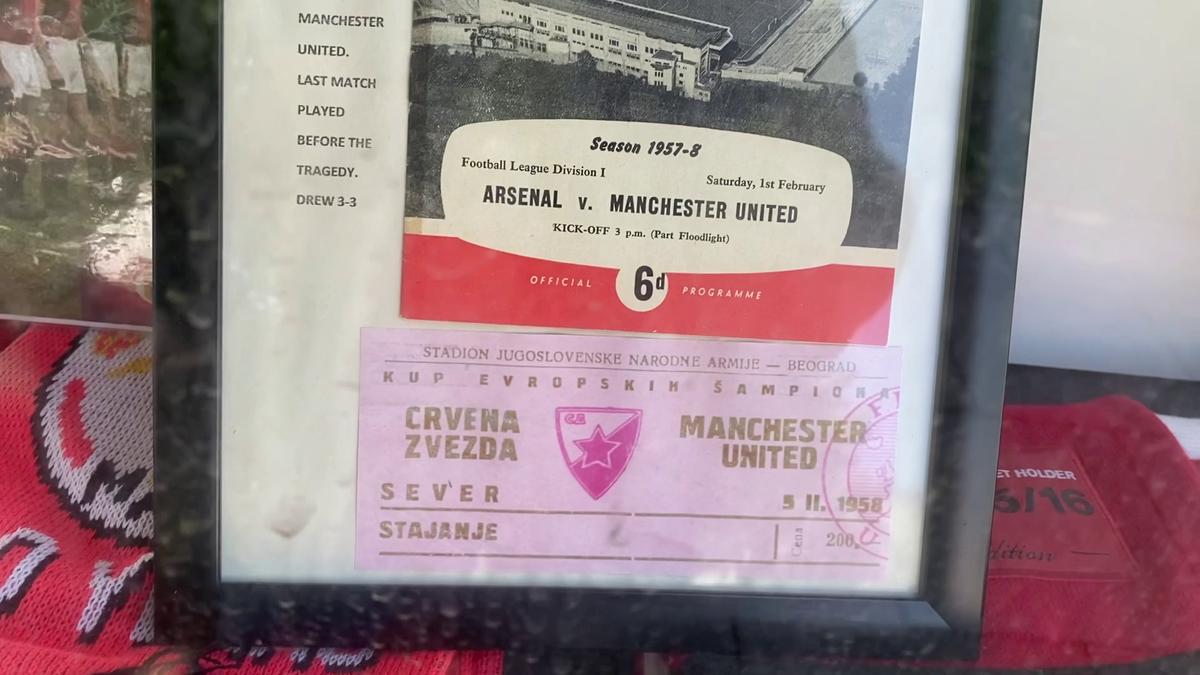 MANCHESTER
UNITED.
LAST MATCH
PLAYED
BEFORE THE
TRAGEDY.
DREW 3-3
Season 1957-8
Football League Division I
Saturday, 1st February
ARSENAL v. MANCHESTER UNITED
KICK-OFF 3 p.m. (Part Floodlight)
OFFICIAL 6d PROGRAMME
STADION JUGOSLOVENSKE NARODNE ARMIJE — BEOGRAD
KUP EVROPSKIH ŠAMPIONA
CRVENA
ZVEZDA
C.Z
MANCHESTER
UNITED
SEVER
5 II. 1958
STAJANJE
Cena 200.
ET HOLDER
/16
dition